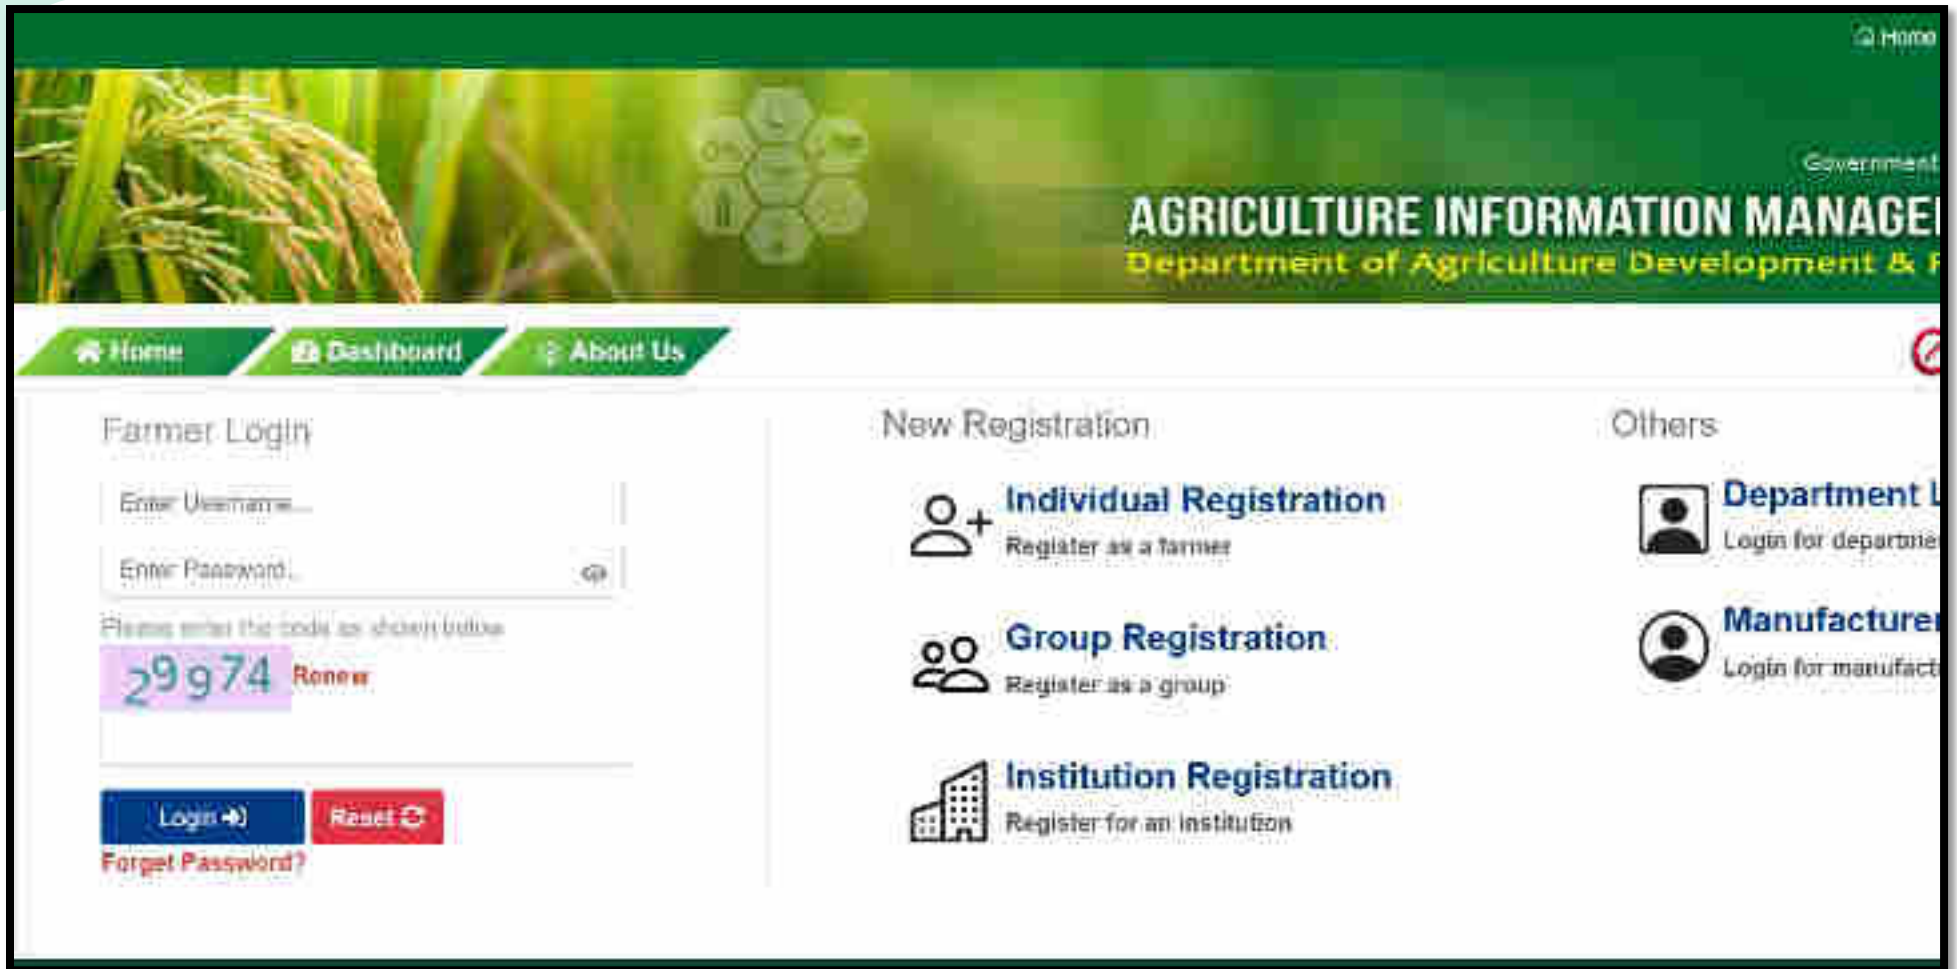 Home
Government
AGRICULTURE INFORMATION MANAGE
Department of Agriculture Development &
Home
Dashboard
About Us
Farmer Login
Enter Username...
Enter Password..
Please enter the code as shown below
29974
Renew
Login
Reset
Forget Password?
New Registration
Individual Registration
Register as a farmer
Group Registration
Register as a group
Institution Registration
Register for an institution
Others
Department L
Login for departme
Manufacturer
Login for manufact